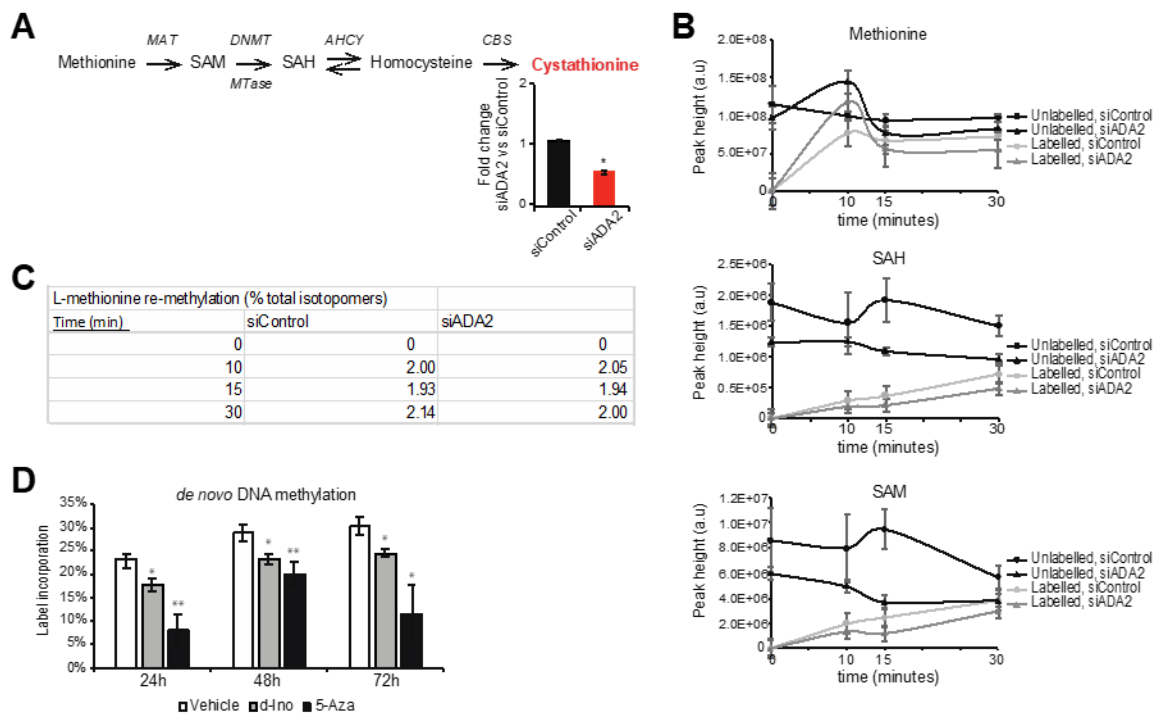 A
MAT DNMT AHCY CBS
Methionine SAM SAH Homocysteine Cystathionine
MTase
Fold change
siADA2 vs siControl
2
1
0
*
siControl siADA2
B
Methionine
Peak height (a.u)
2.0E+08
1.5E+08
1.0E+08
5.0E+07
0
0 10 15 30
time (minutes)
Unlabelled, siControl
Unlabelled, siADA2
Labelled, siControl
Labelled, siADA2
SAH
Peak height (a.u)
2.5E+06
2.0E+06
1.5E+06
1.0E+06
5.0E+05
0
0 10 15 30
time (minutes)
Unlabelled, siControl
Unlabelled, siADA2
Labelled, siControl
Labelled, siADA2
SAM
Peak height (a.u)
1.2E+07
1.0E+07
8.0E+06
6.0E+06
4.0E+06
2.0E+06
0
0 10 15 30
time (minutes)
Unlabelled, siControl
Unlabelled, siADA2
Labelled, siControl
Labelled, siADA2
C
L-methionine re-methylation (% total isotopomers)
Time (min) siControl siADA2
0 0 0
10 2.00 2.05
15 1.93 1.94
30 2.14 2.00
D
de novo DNA methylation
Label incorporation
35%
30%
25%
20%
15%
10%
5%
0%
* ** * ** * *
24h 48h 72h
Vehicle d-Ino 5-Aza